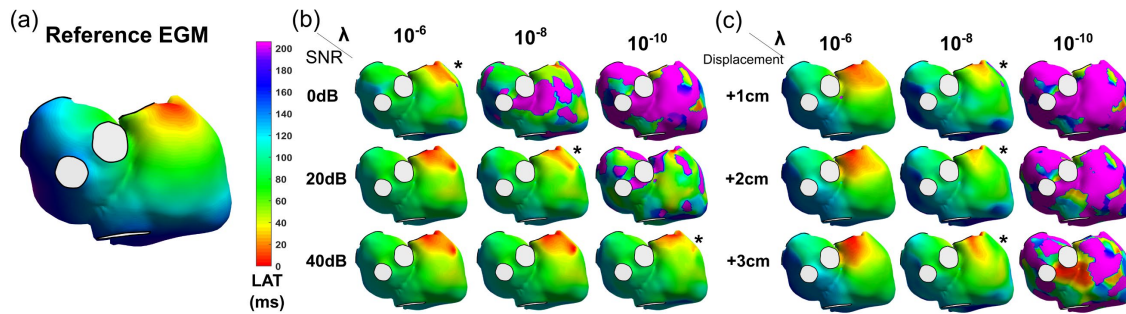 (a)
Reference EGM
200
180
160
140
120
100
80
60
40
20
0
LAT
(ms)
(b)
λ
SNR
10⁻⁶ 10⁻⁸ 10⁻¹⁰
0dB *
20dB *
40dB *
(c)
λ
Displacement
10⁻⁶ 10⁻⁸ 10⁻¹⁰
+1cm *
+2cm *
+3cm *